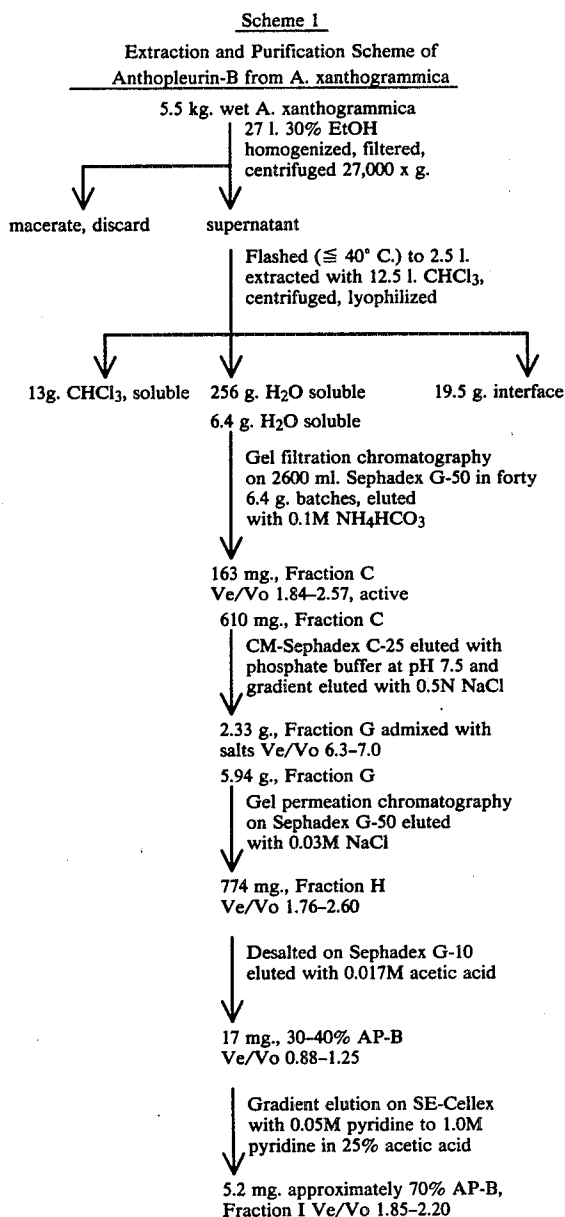 Scheme 1
Extraction and Purification Scheme of
Anthopleurin-B from A. xanthogrammica
5.5 kg. wet A. xanthogrammica
27 l. 30% EtOH
homogenized, filtered,
centrifuged 27,000 x g.
macerate, discard
supernatant
Flashed (≦ 40° C.) to 2.5 l.
extracted with 12.5 l. CHCl3,
centrifuged, lyophilized
13g. CHCl3, soluble
256 g. H2O soluble
19.5 g. interface
6.4 g. H2O soluble
Gel filtration chromatography
on 2600 ml. Sephadex G-50 in forty
6.4 g. batches, eluted
with 0.1M NH4HCO3
163 mg., Fraction C
Ve/Vo 1.84–2.57, active
610 mg., Fraction C
CM-Sephadex C-25 eluted with
phosphate buffer at pH 7.5 and
gradient eluted with 0.5N NaCl
2.33 g., Fraction G admixed with
salts Ve/Vo 6.3–7.0
5.94 g., Fraction G
Gel permeation chromatography
on Sephadex G-50 eluted
with 0.03M NaCl
774 mg., Fraction H
Ve/Vo 1.76–2.60
Desalted on Sephadex G-10
eluted with 0.017M acetic acid
17 mg., 30–40% AP-B
Ve/Vo 0.88–1.25
Gradient elution on SE-Cellex
with 0.05M pyridine to 1.0M
pyridine in 25% acetic acid
5.2 mg. approximately 70% AP-B,
Fraction I Ve/Vo 1.85–2.20